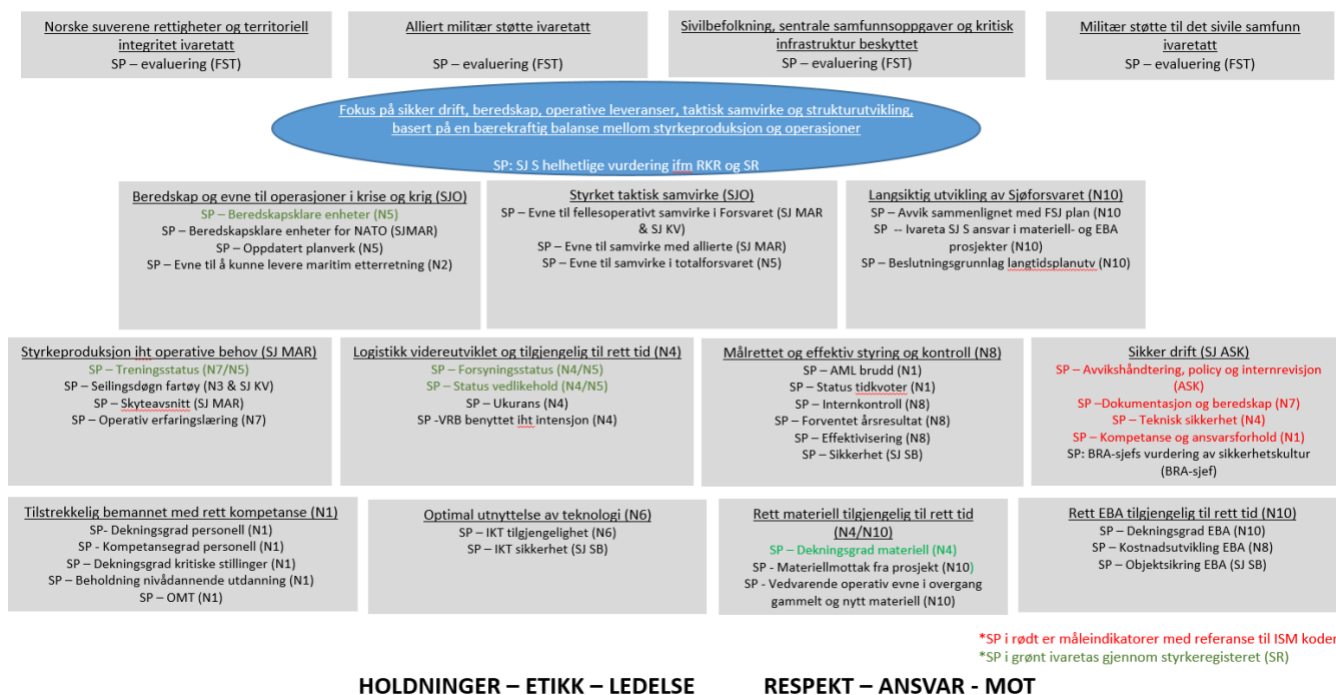 Norske suverene rettigheter og territoriell
integritet ivaretatt
SP – evaluering (FST)
Alliert militær støtte ivaretatt
SP – evaluering (FST)
Sivilbefolkning, sentrale samfunnsoppgaver og kritisk
infrastruktur beskyttet
SP – evaluering (FST)
Militær støtte til det sivile samfunn
ivaretatt
SP – evaluering (FST)
Fokus på sikker drift, beredskap, operative leveranser, taktisk samvirke og strukturutvikling,
basert på en bærekraftig balanse mellom styrkeproduksjon og operasjoner
SP: SJ S helhetlige vurdering ifm RKR og SR
Beredskap og evne til operasjoner i krise og krig (SJO)
SP – Beredskapsklare enheter (N5)
SP – Beredskapsklare enheter for NATO (SJMAR)
SP – Oppdatert planverk (N5)
SP – Evne til å kunne levere maritim etterretning (N2)
Styrket taktisk samvirke (SJO)
SP – Evne til fellesoperativt samvirke i Forsvaret (SJ MAR
& SJ KV)
SP – Evne til samvirke med allierte (SJ MAR)
SP – Evne til samvirke i totalforsvaret (N5)
Langsiktig utvikling av Sjøforsvaret (N10)
SP – Avvik sammenlignet med FSJ plan (N10
SP -- Ivareta SJ S ansvar i materiell- og EBA
prosjekter (N10)
SP – Beslutningsgrunnlag langtidsplanutv (N10)
Styrkeproduksjon iht operative behov (SJ MAR)
SP – Treningsstatus (N7/N5)
SP – Seilingsdøgn fartøy (N3 & SJ KV)
SP – Skyteavsnitt (SJ MAR)
SP – Operativ erfaringslæring (N7)
Logistikk videreutviklet og tilgjengelig til rett tid (N4)
SP – Forsyningsstatus (N4/N5)
SP – Status vedlikehold (N4/N5)
SP – Ukurans (N4)
SP -VRB benyttet iht intensjon (N4)
Målrettet og effektiv styring og kontroll (N8)
SP – AML brudd (N1)
SP – Status tidkvoter (N1)
SP – Internkontroll (N8)
SP – Forventet årsresultat (N8)
SP – Effektivisering (N8)
SP – Sikkerhet (SJ SB)
Sikker drift (SJ ASK)
SP – Avvikshåndtering, policy og internrevisjon
(ASK)
SP –Dokumentasjon og beredskap (N7)
SP – Teknisk sikkerhet (N4)
SP – Kompetanse og ansvarsforhold (N1)
SP: BRA-sjefs vurdering av sikkerhetskultur
(BRA-sjef)
Tilstrekkelig bemannet med rett kompetanse (N1)
SP- Dekningsgrad personell (N1)
SP - Kompetansegrad personell (N1)
SP – Dekningsgrad kritiske stillinger (N1)
SP – Beholdning nivådannende utdanning (N1)
SP – OMT (N1)
Optimal utnyttelse av teknologi (N6)
SP – IKT tilgjengelighet (N6)
SP – IKT sikkerhet (SJ SB)
Rett materiell tilgjengelig til rett tid
(N4/N10)
SP – Dekningsgrad materiell (N4)
SP - Materiellmottak fra prosjekt (N10)
SP - Vedvarende operativ evne i overgang
gammelt og nytt materiell (N10)
Rett EBA tilgjengelig til rett tid (N10)
SP – Dekningsgrad EBA (N10)
SP – Kostnadsutvikling EBA (N8)
SP – Objektsikring EBA (SJ SB)
*SP i rødt er måleindikatorer med referanse til ISM koden
*SP i grønt ivaretas gjennom styrkeregisteret (SR)
HOLDNINGER – ETIKK – LEDELSE RESPEKT – ANSVAR - MOT